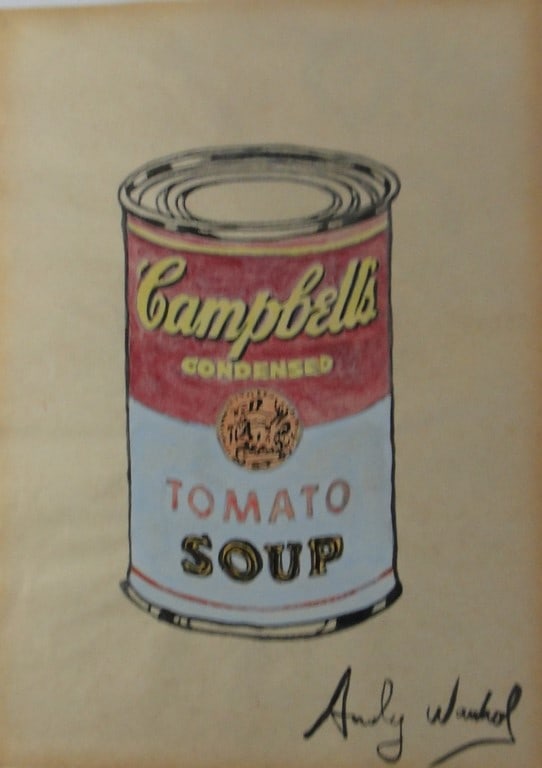 Campbell's
CONDENSED
TOMATO
SOUP
Andy Warhol